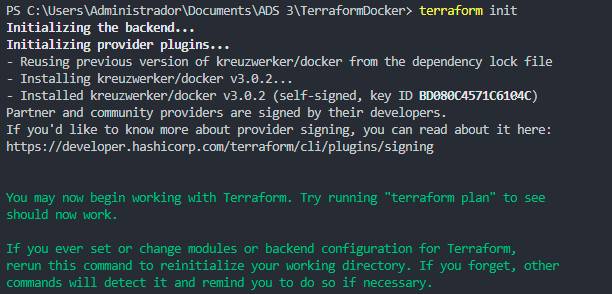 PS C:\Users\Administrador\Documents\ADS 3\TerraformDocker> terraform init
Initializing the backend...
Initializing provider plugins...
- Reusing previous version of kreuzwerker/docker from the dependency lock file
- Installing kreuzwerker/docker v3.0.2...
- Installed kreuzwerker/docker v3.0.2 (self-signed, key ID BD080C4571C6104C)
Partner and community providers are signed by their developers.
If you'd like to know more about provider signing, you can read about it here:
https://developer.hashicorp.com/terraform/cli/plugins/signing
You may now begin working with Terraform. Try running "terraform plan" to see
should now work.
If you ever set or change modules or backend configuration for Terraform,
rerun this command to reinitialize your working directory. If you forget, other
commands will detect it and remind you to do so if necessary.